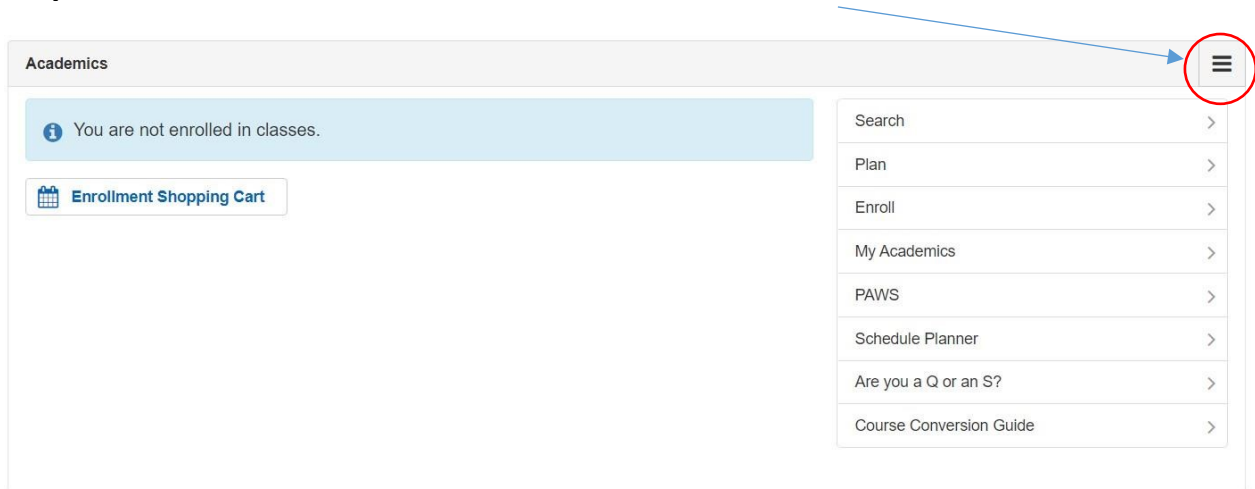 Academics
You are not enrolled in classes.
Enrollment Shopping Cart
Search
Plan
Enroll
My Academics
PAWS
Schedule Planner
Are you a Q or an S?
Course Conversion Guide